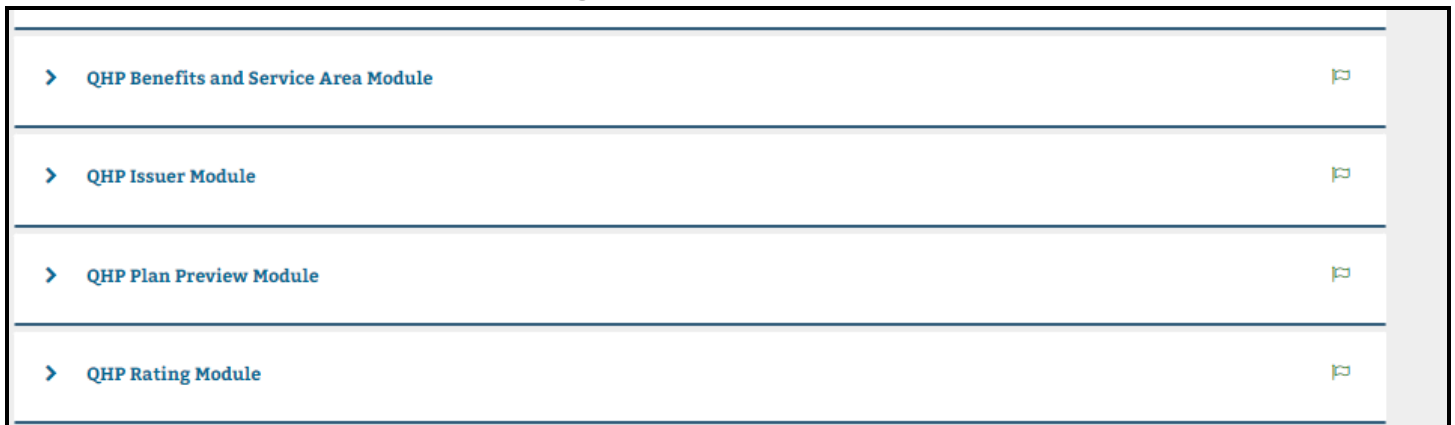 QHP Benefits and Service Area Module
QHP Issuer Module
QHP Plan Preview Module
QHP Rating Module